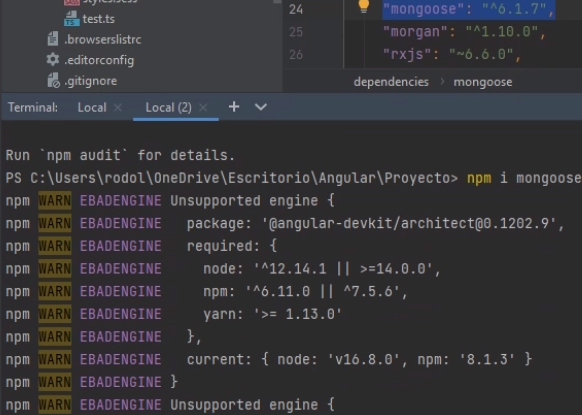 styles.scss
test.ts
.browserslistrc
.editorconfig
.gitignore
24 "mongoose": "^6.1.7",
25 "morgan": "^1.10.0",
26 "rxjs": "~6.6.0",
dependencies > mongoose
Terminal: Local × Local (2) × +
Run `npm audit` for details.
PS C:\Users\rodol\OneDrive\Escritorio\Angular\Proyecto> npm i mongoose
npm WARN EBADENGINE Unsupported engine {
npm WARN EBADENGINE   package: '@angular-devkit/architect@0.1202.9',
npm WARN EBADENGINE   required: {
npm WARN EBADENGINE     node: '^12.14.1 || >=14.0.0',
npm WARN EBADENGINE     npm: '^6.11.0 || ^7.5.6',
npm WARN EBADENGINE     yarn: '>= 1.13.0'
npm WARN EBADENGINE   },
npm WARN EBADENGINE   current: { node: 'v16.8.0', npm: '8.1.3' }
npm WARN EBADENGINE }
npm WARN EBADENGINE Unsupported engine {